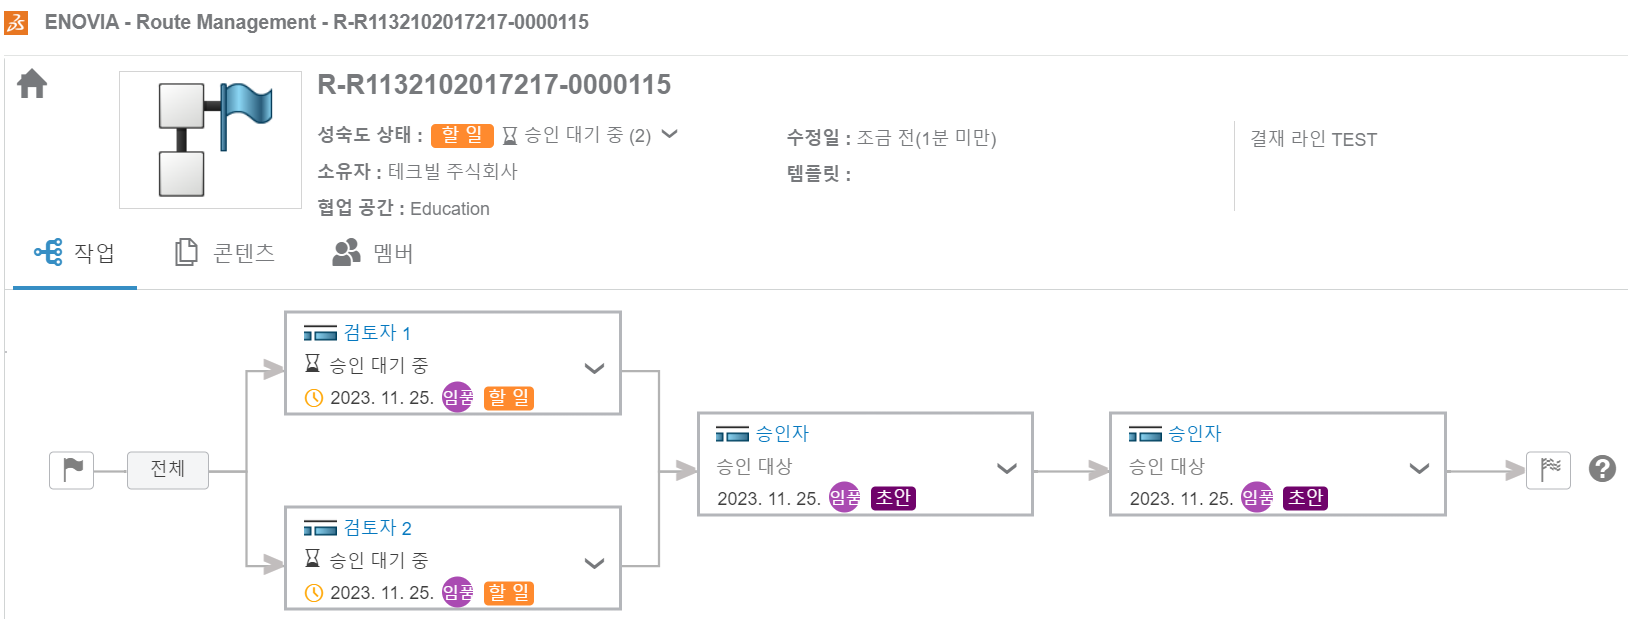 ENOVIA - Route Management - R-R1132102017217-0000115
R-R1132102017217-0000115
성숙도 상태 : 할 일 승인 대기 중 (2)
수정일 : 조금 전(1분 미만)
결재 라인 TEST
소유자 : 테크빌 주식회사
템플릿 :
협업 공간 : Education
작업 콘텐츠 멤버
검토자 1
승인 대기 중
2023. 11. 25. 임품 할 일
전체
승인자
승인 대상
2023. 11. 25. 임품 초안
승인자
승인 대상
2023. 11. 25. 임품 초안
검토자 2
승인 대기 중
2023. 11. 25. 임품 할 일